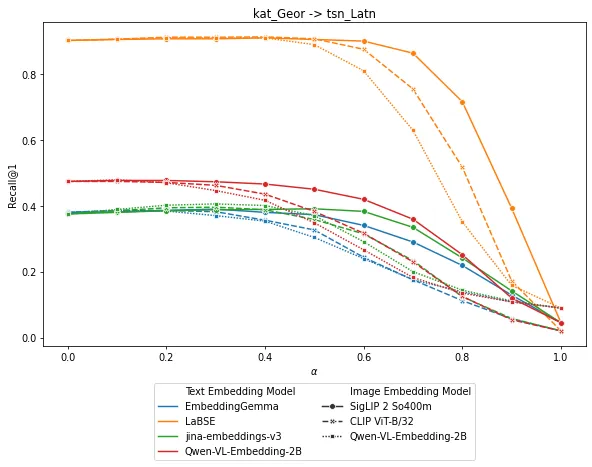 kat_Geor -> tsn_Latn
Recall@1
0.8
0.6
0.4
0.2
0.0
0.0 0.2 0.4 0.6 0.8 1.0
α
Text Embedding Model Image Embedding Model
EmbeddingGemma SigLIP 2 So400m
LaBSE CLIP ViT-B/32
jina-embeddings-v3 Qwen-VL-Embedding-2B
Qwen-VL-Embedding-2B